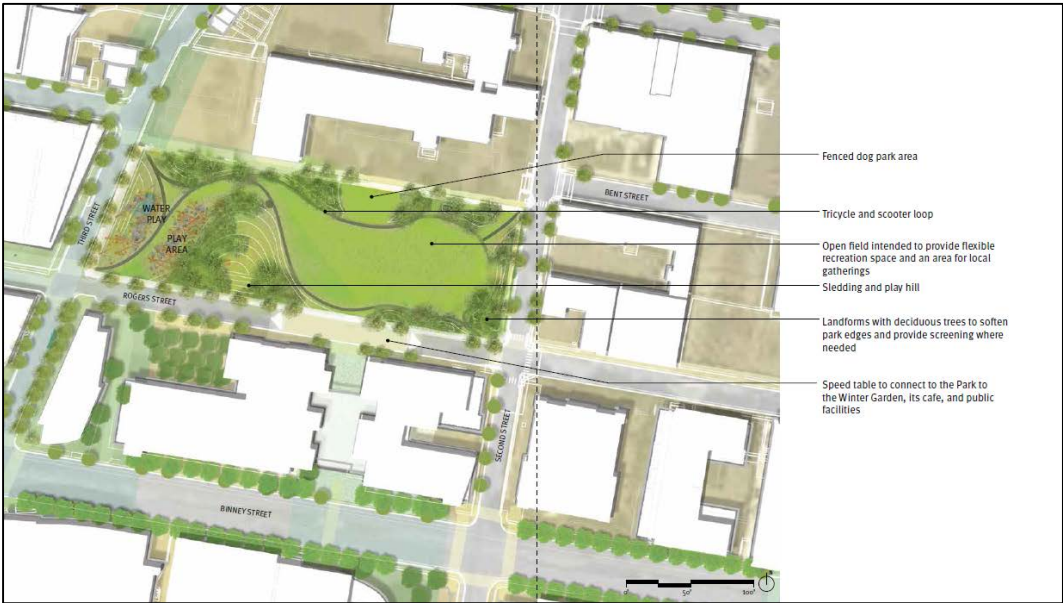 Fenced dog park area
BENT STREET
WATER
PLAY
Tricycle and scooter loop
THIRD STREET
PLAY
AREA
Open field intended to provide flexible
recreation space and an area for local
gatherings
Sledding and play hill
ROGERS STREET
Landforms with deciduous trees to soften
park edges and provide screening where
needed
Speed table to connect to the Park to
the Winter Garden, its cafe, and public
facilities
SECOND STREET
BINNEY STREET
0' 50' 100'